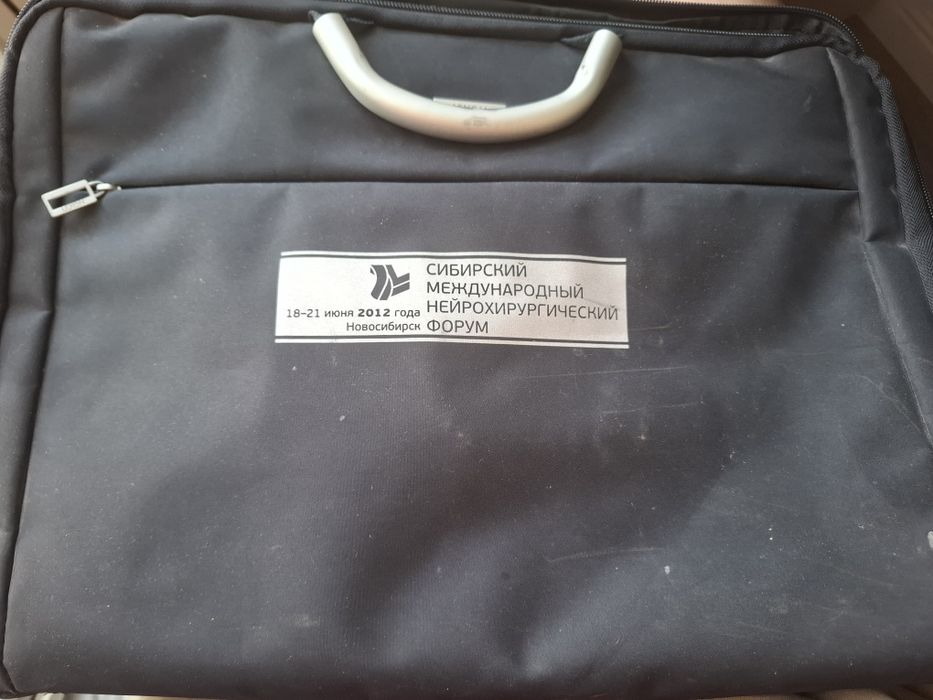 СИБИРСКИЙ
МЕЖДУНАРОДНЫЙ
НЕЙРОХИРУРГИЧЕСКИЙ
ФОРУМ
18–21 июня 2012 года
Новосибирск